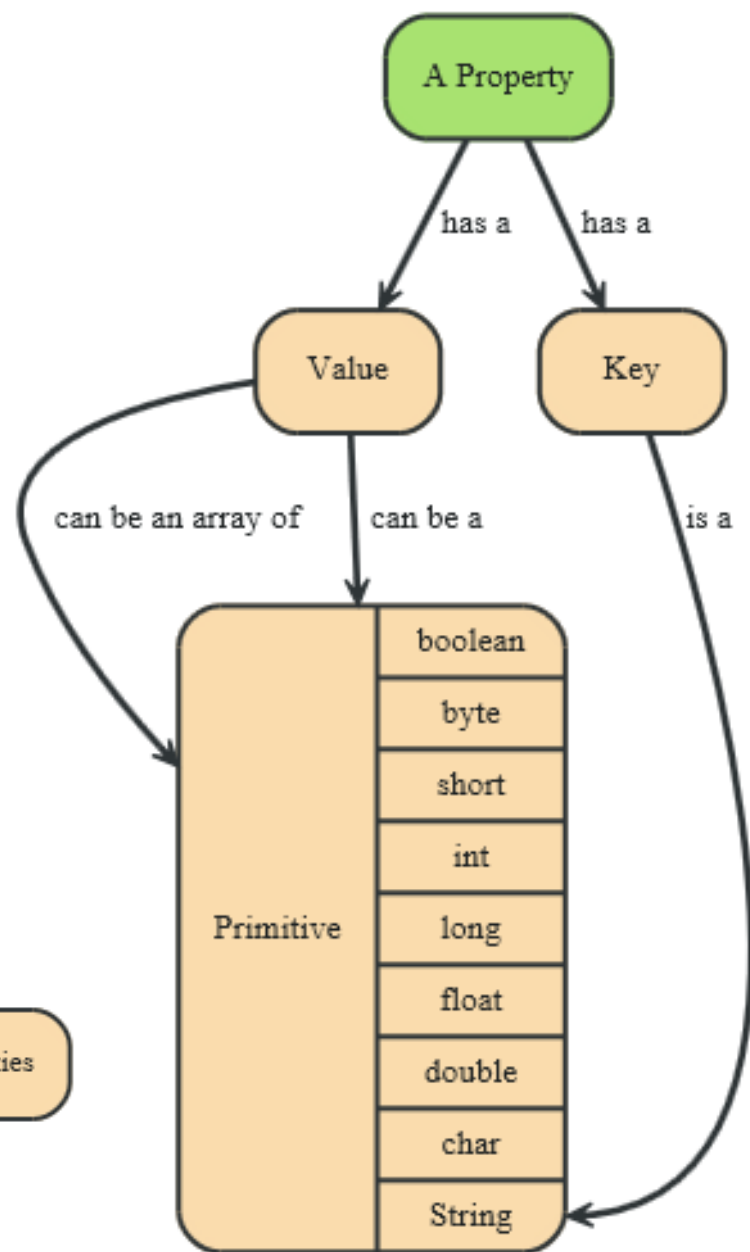 A Property
has a
has a
Value
Key
can be an array of
can be a
is a
boolean
byte
short
int
Primitive
long
float
double
char
String